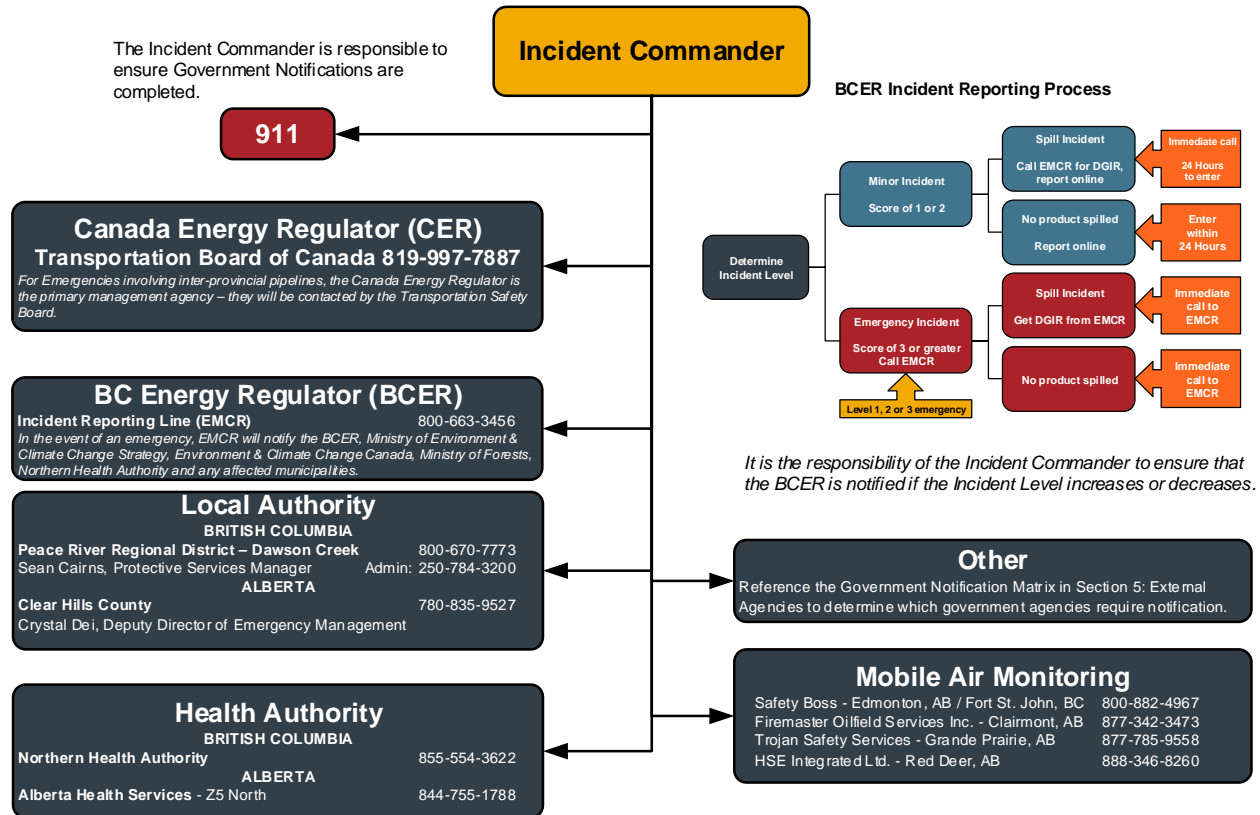 The Incident Commander is responsible to
ensure Government Notifications are
completed.
Incident Commander
911
Canada Energy Regulator (CER)
Transportation Board of Canada 819-997-7887
For Emergencies involving inter-provincial pipelines, the Canada Energy Regulator is
the primary management agency – they will be contacted by the Transportation Safety
Board.
BC Energy Regulator (BCER)
Incident Reporting Line (EMCR) 800-663-3456
In the event of an emergency, EMCR will notify the BCER, Ministry of Environment &
Climate Change Strategy, Environment & Climate Change Canada, Ministry of Forests,
Northern Health Authority and any affected municipalities.
Local Authority
BRITISH COLUMBIA
Peace River Regional District – Dawson Creek 800-670-7773
Sean Cairns, Protective Services Manager Admin: 250-784-3200
ALBERTA
Clear Hills County 780-835-9527
Crystal Dei, Deputy Director of Emergency Management
Health Authority
BRITISH COLUMBIA
Northern Health Authority 855-554-3622
ALBERTA
Alberta Health Services - Z5 North 844-755-1788
BCER Incident Reporting Process
Determine
Incident Level
Minor Incident
Score of 1 or 2
Spill Incident
Call EMCR for DGIR,
report online
Immediate call
24 Hours
to enter
No product spilled
Report online
Enter
within
24 Hours
Emergency Incident
Score of 3 or greater
Call EMCR
Level 1, 2 or 3 emergency
Spill Incident
Get DGIR from EMCR
Immediate
call to
EMCR
No product spilled
Immediate
call to
EMCR
It is the responsibility of the Incident Commander to ensure that
the BCER is notified if the Incident Level increases or decreases.
Other
Reference the Government Notification Matrix in Section 5: External
Agencies to determine which government agencies require notification.
Mobile Air Monitoring
Safety Boss - Edmonton, AB / Fort St. John, BC 800-882-4967
Firemaster Oilfield Services Inc. - Clairmont, AB 877-342-3473
Trojan Safety Services - Grande Prairie, AB 877-785-9558
HSE Integrated Ltd. - Red Deer, AB 888-346-8260